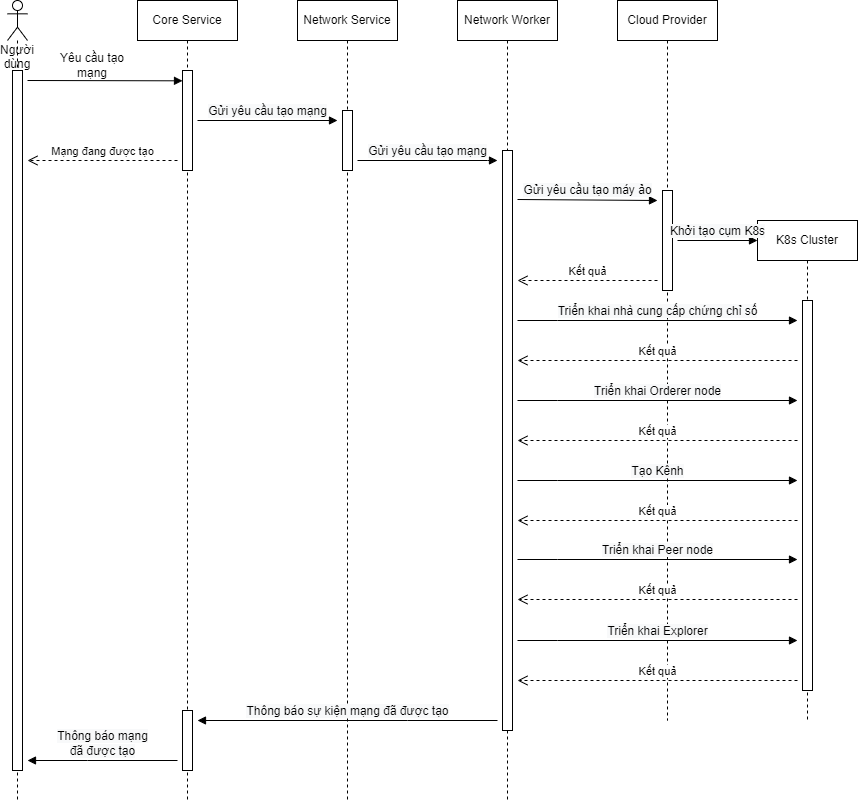 Core Service
Network Service
Network Worker
Cloud Provider
Người
dùng
Yêu cầu tạo
mạng
Gửi yêu cầu tạo mạng
Mạng đang được tạo
Gửi yêu cầu tạo mạng
Gửi yêu cầu tạo máy ảo
Khởi tạo cụm K8s
K8s Cluster
Kết quả
Triển khai nhà cung cấp chứng chỉ số
Kết quả
Triển khai Orderer node
Kết quả
Tạo Kênh
Kết quả
Triển khai Peer node
Kết quả
Triển khai Explorer
Kết quả
Thông báo sự kiện mạng đã được tạo
Thông báo mạng
đã được tạo